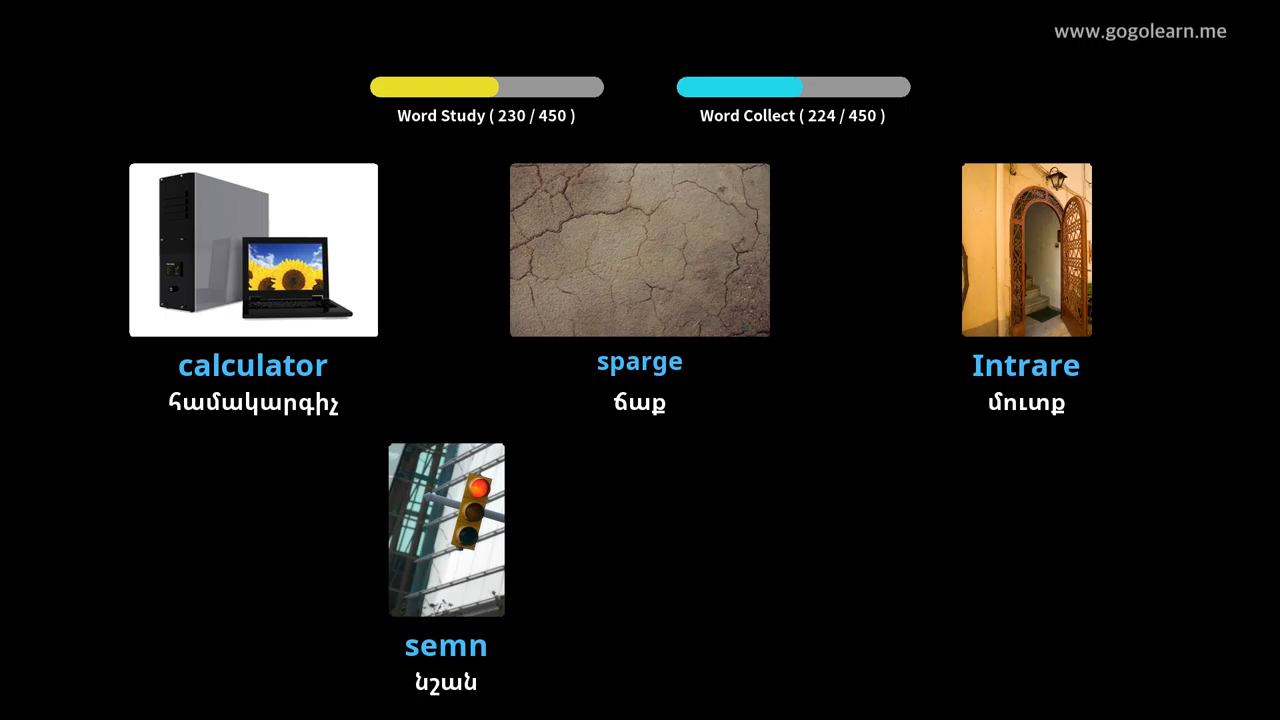 www.gogolearn.me
Word Study ( 230 / 450 )
Word Collect ( 224 / 450 )
calculator
համակարգիչ
sparge
ճաք
Intrare
մուտք
semn
նշան